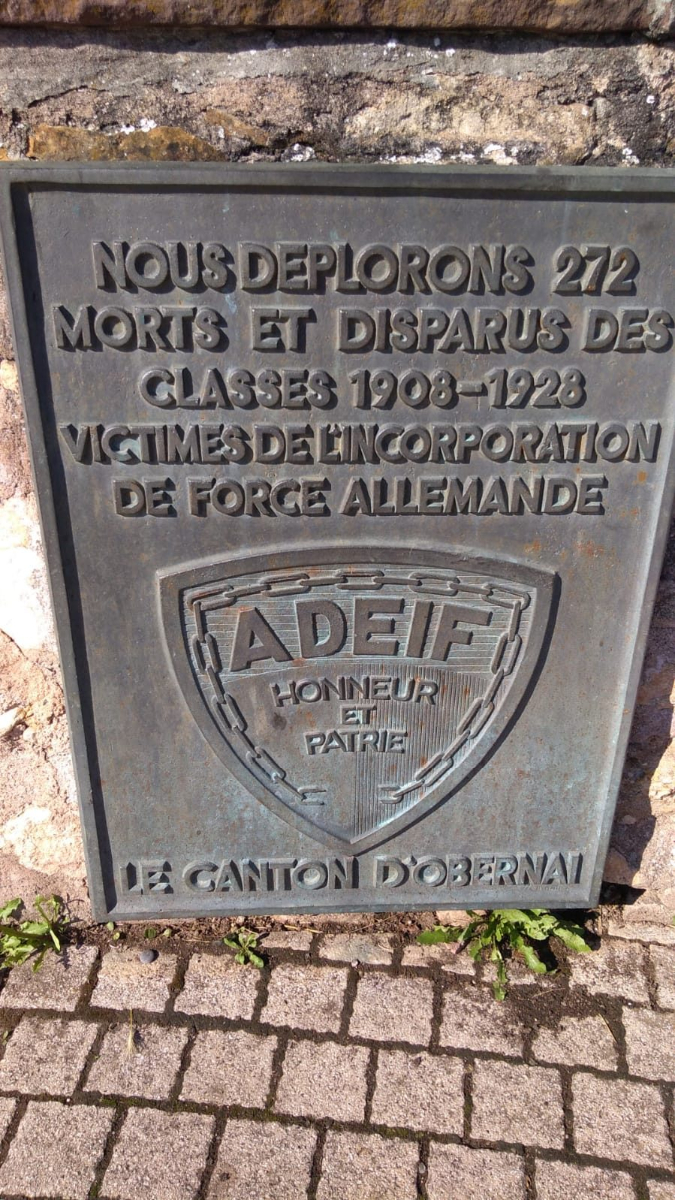 NOUS DEPLORONS 272
MORTS ET DISPARUS DES
CLASSES 1908-1928
VICTIMES DE L'INCORPORATION
DE FORCE ALLEMANDE
ADEIF
HONNEUR
ET
PATRIE
LE CANTON D'OBERNAI